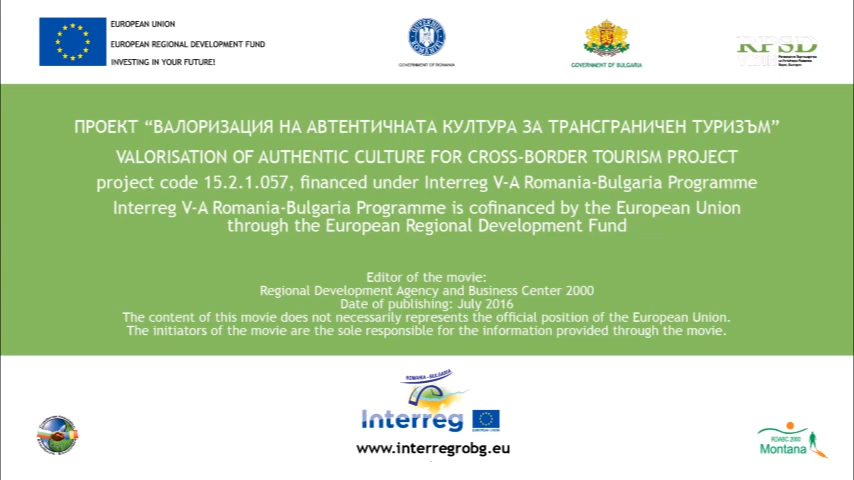 EUROPEAN UNION
EUROPEAN REGIONAL DEVELOPMENT FUND
INVESTING IN YOUR FUTURE!
GOVERNMENT OF ROMANIA
GOVERNMENT OF BULGARIA
RPSD
ПРОЕКТ “ВАЛОРИЗАЦИЯ НА АВТЕНТИЧНАТА КУЛТУРА ЗА ТРАНСГРАНИЧЕН ТУРИЗЪМ”
VALORISATION OF AUTHENTIC CULTURE FOR CROSS-BORDER TOURISM PROJECT
project code 15.2.1.057, financed under Interreg V-A Romania-Bulgaria Programme
Interreg V-A Romania-Bulgaria Programme is cofinanced by the European Union
through the European Regional Development Fund
Editor of the movie:
Regional Development Agency and Business Center 2000
Date of publishing: July 2016
The content of this movie does not necessarily represents the official position of the European Union.
The initiators of the movie are the sole responsible for the information provided through the movie.
ROMANIA - BULGARIA
Interreg
EUROPEAN UNION
www.interregrobg.eu
RDABC 2000
Montana